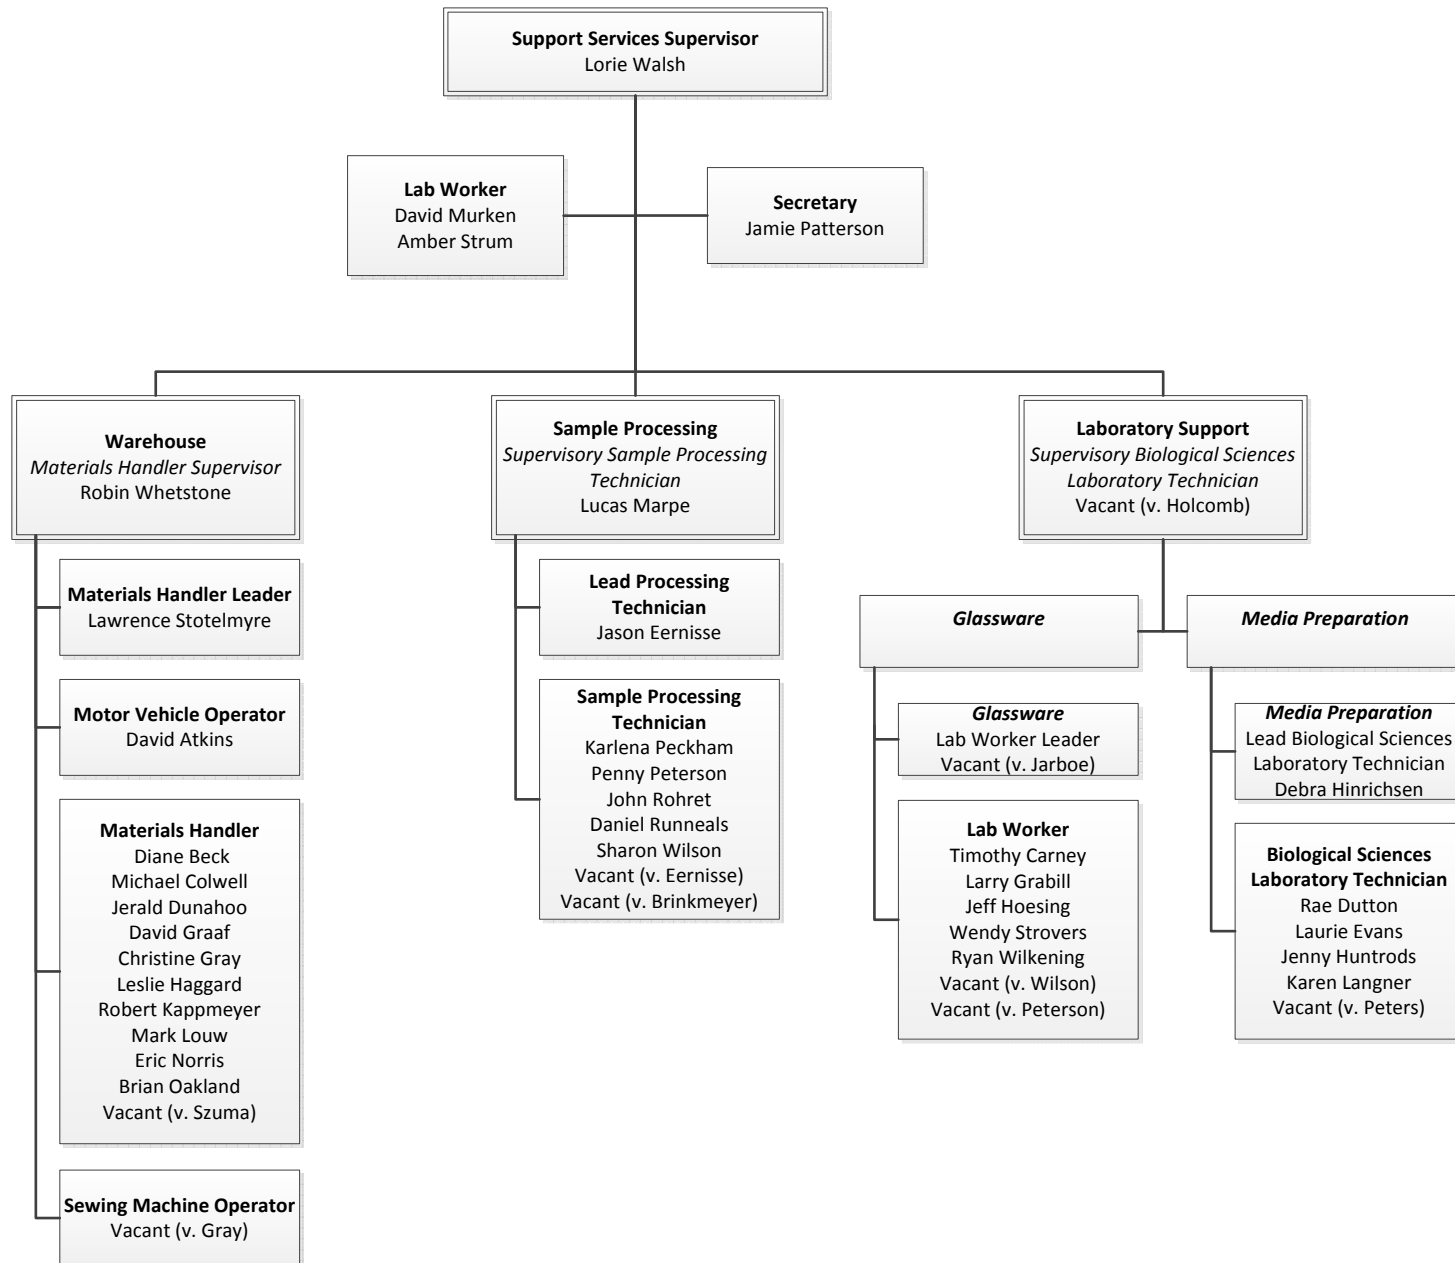 Support Services Supervisor
Lorie Walsh
Lab Worker
David Murken
Amber Strum
Secretary
Jamie Patterson
Warehouse
Materials Handler Supervisor
Robin Whetstone
Materials Handler Leader
Lawrence Stotelmyre
Motor Vehicle Operator
David Atkins
Materials Handler
Diane Beck
Michael Colwell
Jerald Dunahoo
David Graaf
Christine Gray
Leslie Haggard
Robert Kappmeyer
Mark Louw
Eric Norris
Brian Oakland
Vacant (v. Szuma)
Sewing Machine Operator
Vacant (v. Gray)
Sample Processing
Supervisory Sample Processing
Technician
Lucas Marpe
Lead Processing
Technician
Jason Eernisse
Sample Processing
Technician
Karlena Peckham
Penny Peterson
John Rohret
Daniel Runneals
Sharon Wilson
Vacant (v. Eernisse)
Vacant (v. Brinkmeyer)
Laboratory Support
Supervisory Biological Sciences
Laboratory Technician
Vacant (v. Holcomb)
Glassware
Glassware
Lab Worker Leader
Vacant (v. Jarboe)
Lab Worker
Timothy Carney
Larry Grabill
Jeff Hoesing
Wendy Strovers
Ryan Wilkening
Vacant (v. Wilson)
Vacant (v. Peterson)
Media Preparation
Media Preparation
Lead Biological Sciences
Laboratory Technician
Debra Hinrichsen
Biological Sciences
Laboratory Technician
Rae Dutton
Laurie Evans
Jenny Huntrods
Karen Langner
Vacant (v. Peters)